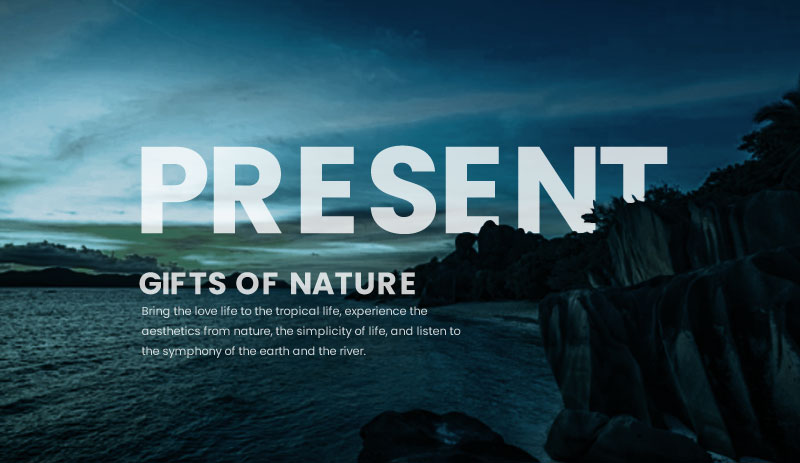 PRESENT
GIFTS OF NATURE
Bring the love life to the tropical life, experience the
aesthetics from nature, the simplicity of life, and listen to
the symphony of the earth and the river.